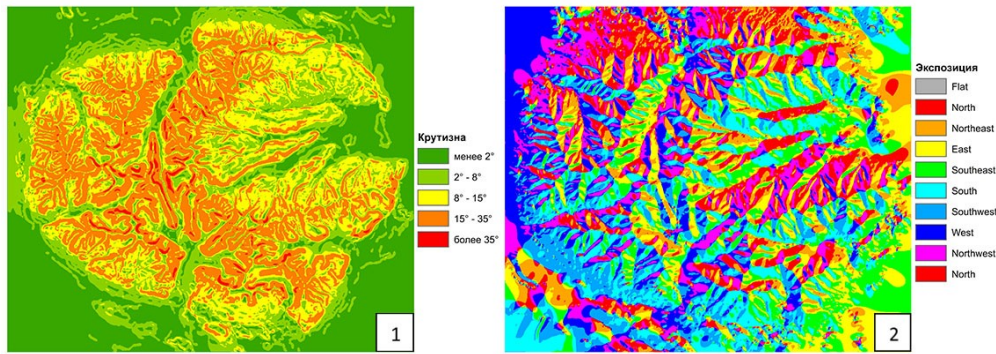 Крутизна
менее 2°
2° - 8°
8° - 15°
15° - 35°
более 35°
1
Экспозиция
Flat
North
Northeast
East
Southeast
South
Southwest
West
Northwest
North
2